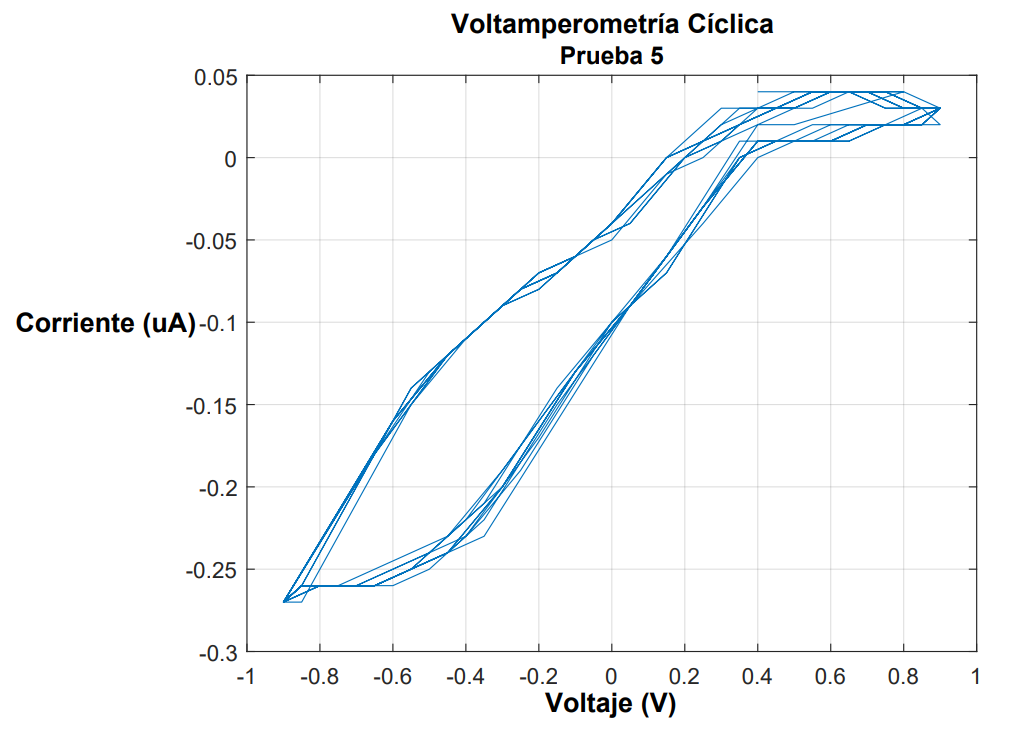 Voltamperometría Cíclica
Prueba 5
0.05
0
-0.05
-0.1
-0.15
-0.2
-0.25
-0.3
Corriente (uA)
-1 -0.8 -0.6 -0.4 -0.2 0 0.2 0.4 0.6 0.8 1
Voltaje (V)